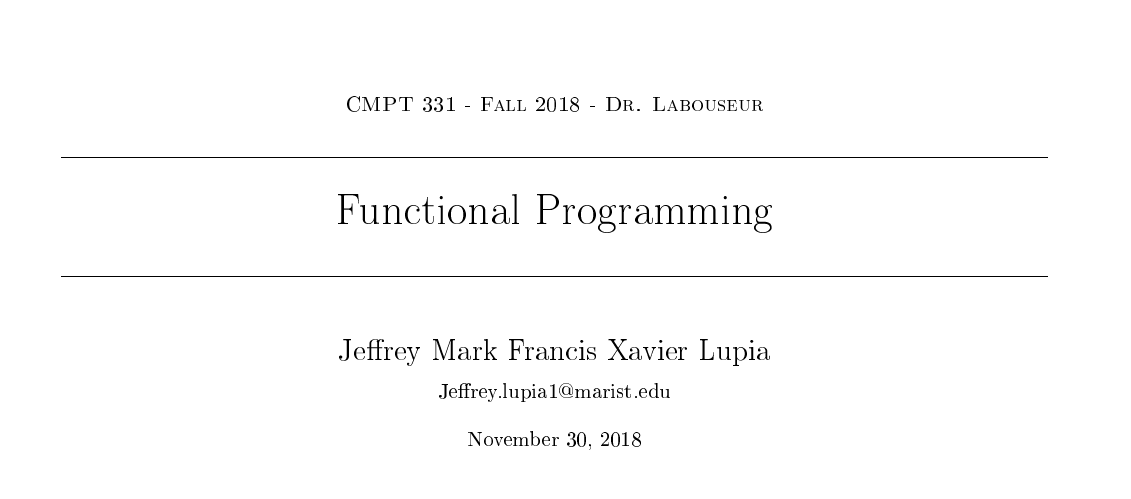 CMPT 331 - Fall 2018 - Dr. Labouseur
Functional Programming
Jeffrey Mark Francis Xavier Lupia
Jeffrey.lupia1@marist.edu
November 30, 2018